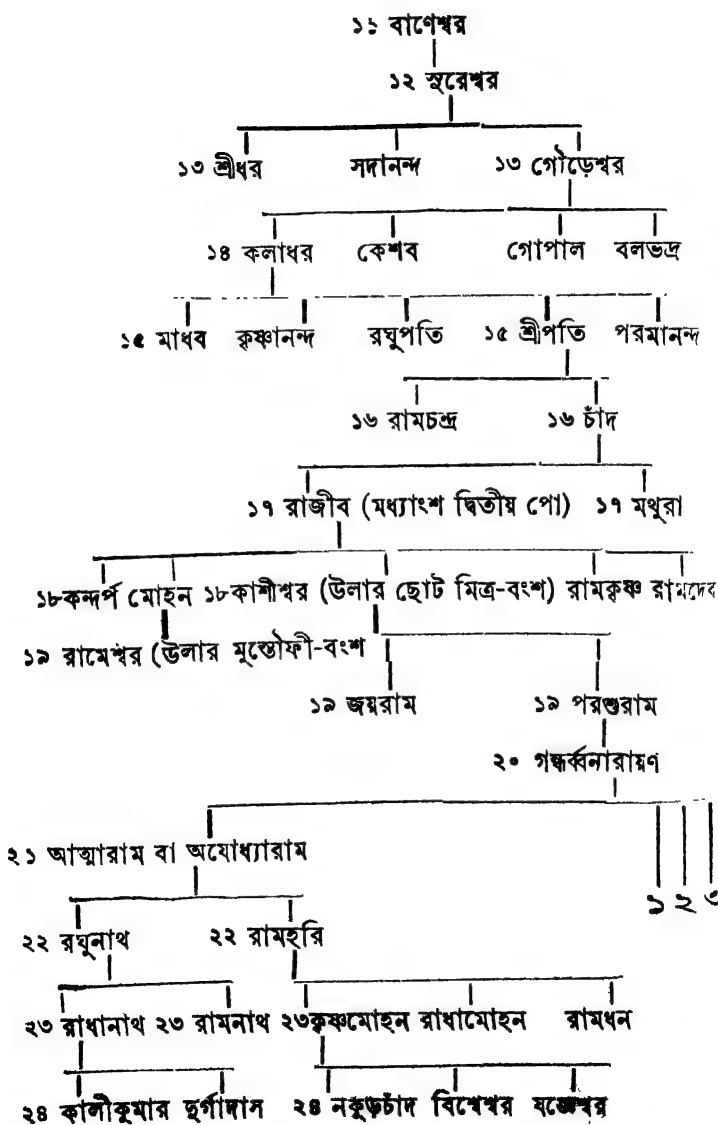 ১১ বাণেশ্বর
১২ সুরেশ্বর
১৩ শ্রীধর সদানন্দ ১৩ গৌড়েশ্বর
১৪ কলাধর কেশব গোপাল বলভদ্র
১৫ মাধব কৃষ্ণানন্দ রঘুপতি ১৫ শ্রীপতি পরমানন্দ
১৬ রামচন্দ্র ১৬ চাঁদ
১৭ রাজীব (মধ্যাংশ দ্বিতীয় পো) ১৭ মথুরা
১৮কন্দর্প মোহন ১৮কাশীশ্বর (উলার ছোট মিত্র-বংশ) রামকৃষ্ণ রামদেব
১৯ রামেশ্বর (উলার মুস্তৌফী-বংশ
১৯ জয়রাম ১৯ পরশুরাম
২০ গন্ধর্ব্বনারায়ণ
২১ আত্মারাম বা অযোধ্যারাম
১ ২ ৩
২২ রঘুনাথ ২২ রামহরি
২৩ রাধানাথ ২৩ রামনাথ ২৩কৃষ্ণমোহন রাধামোহন রামধন
২৪ কালীকুমার দুর্গাদাস ২৪ নকুড়চাঁদ বিশ্বেশ্বর যজ্ঞেশ্বর